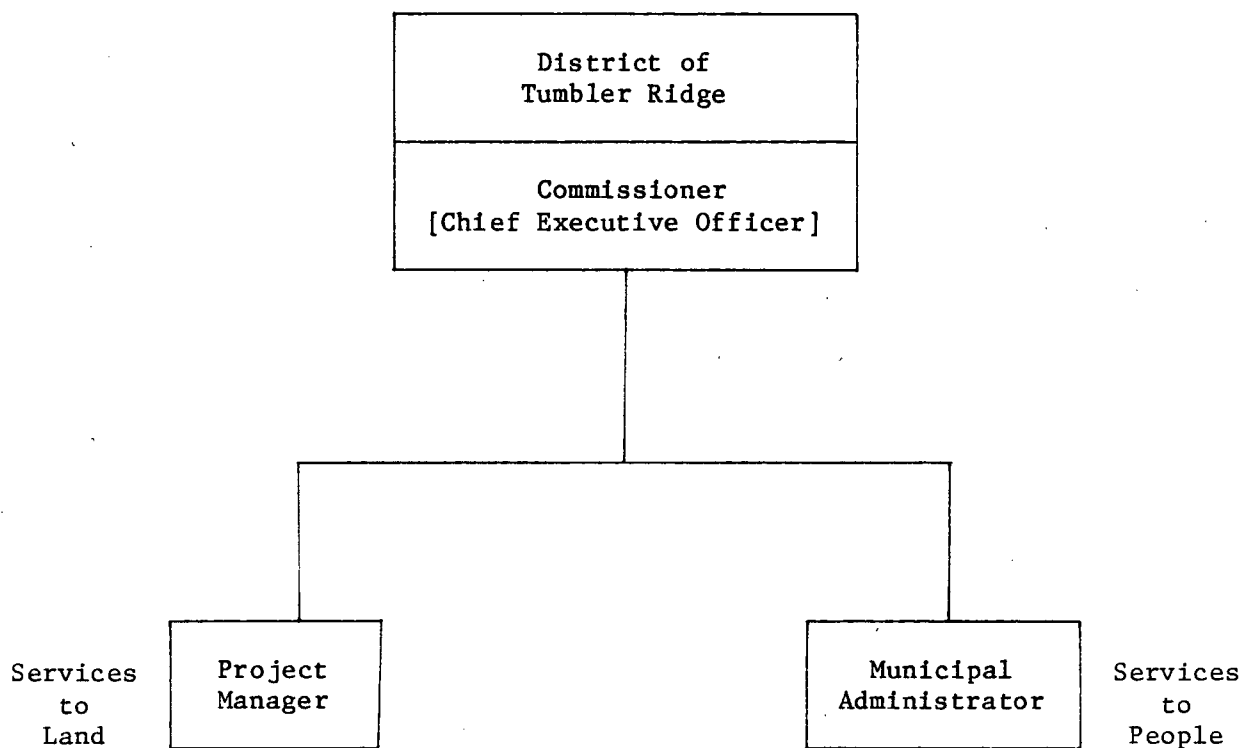 District of
Tumbler Ridge
Commissioner
[Chief Executive Officer]
Services
to
Land
Project
Manager
Municipal
Administrator
Services
to
People